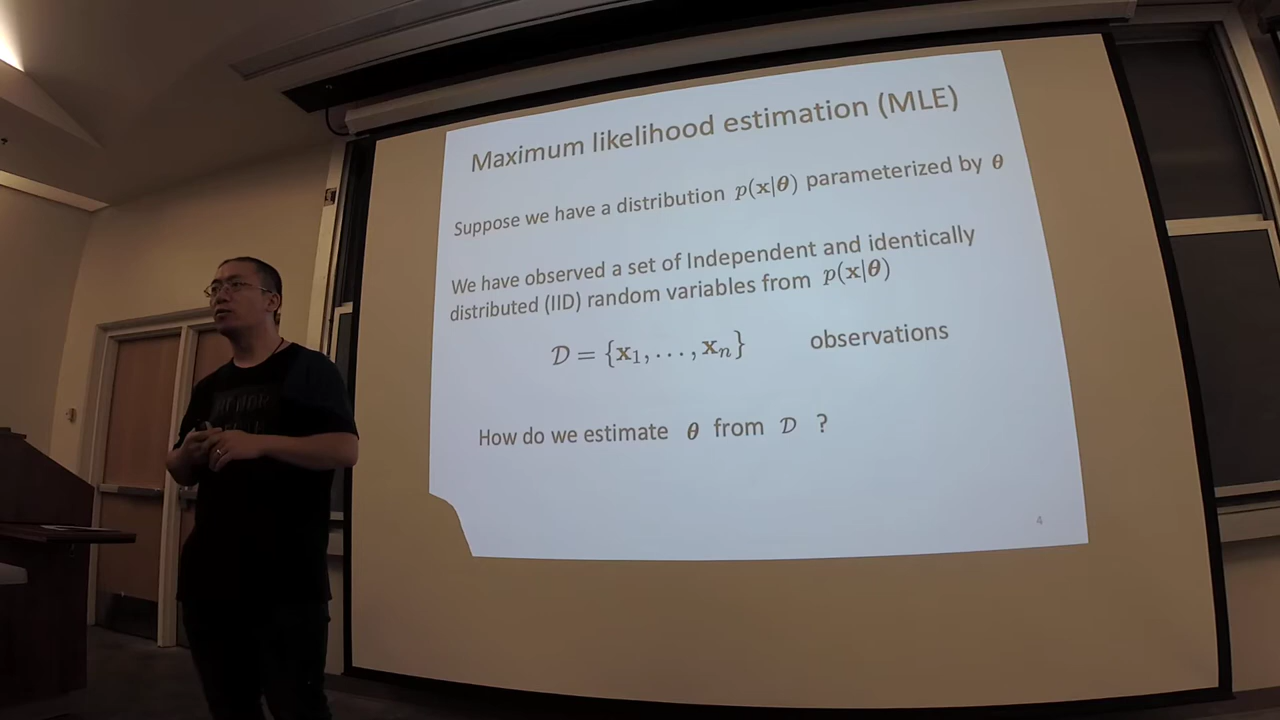 Maximum likelihood estimation (MLE)
Suppose we have a distribution p(x|θ) parameterized by θ
We have observed a set of Independent and identically
distributed (IID) random variables from p(x|θ)
𝒟 = {x₁, . . . , xₙ} observations
How do we estimate θ from 𝒟 ?
4